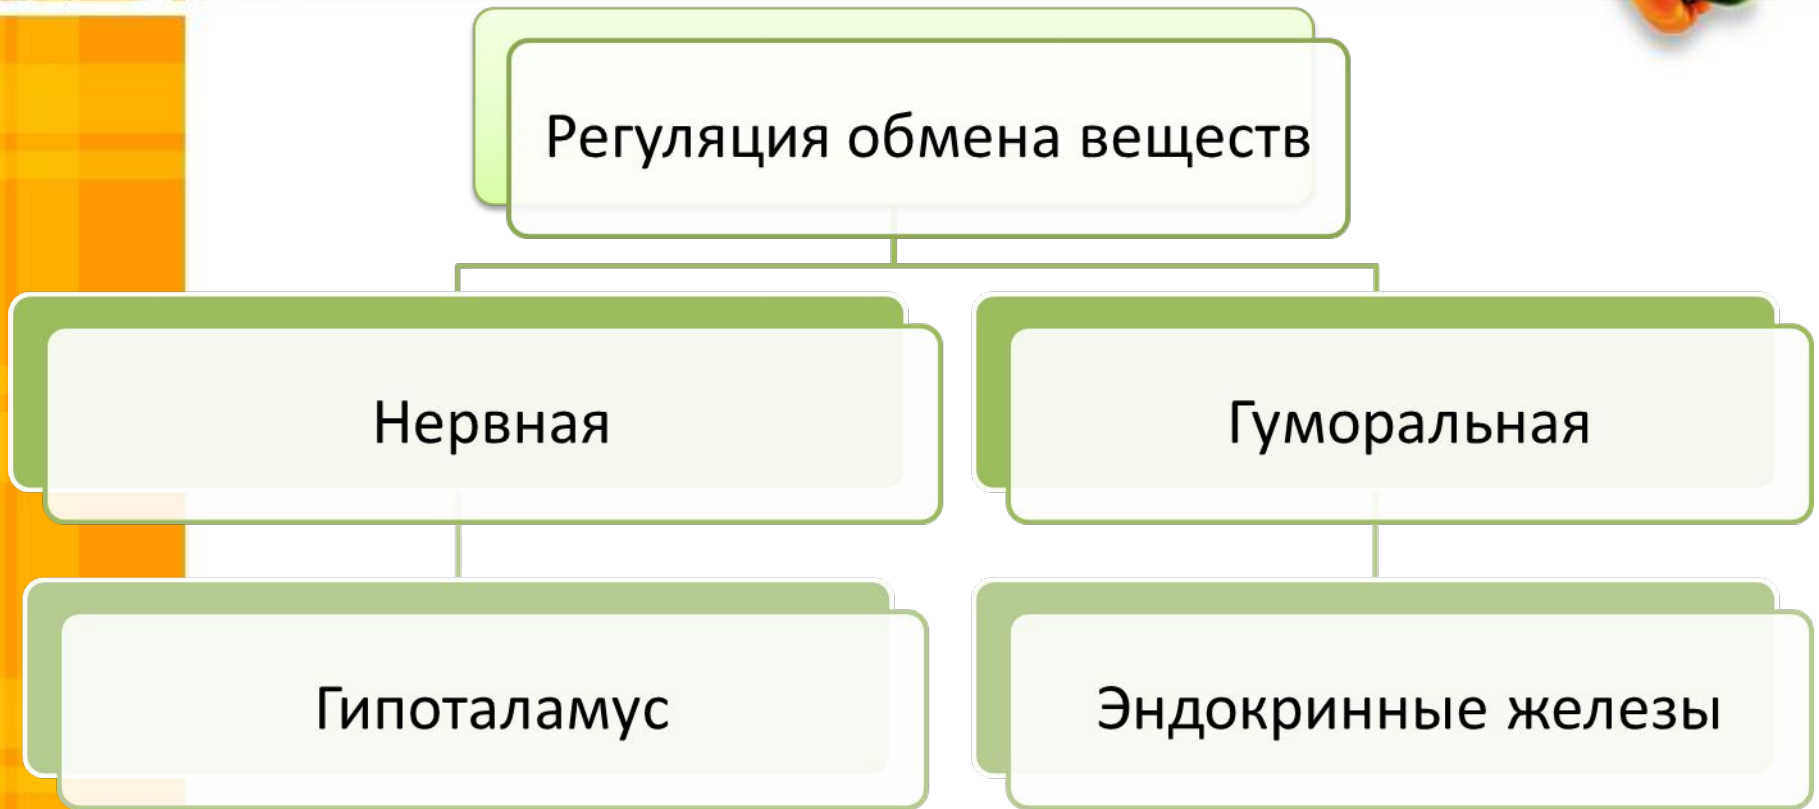 Регуляция обмена веществ
Нервная
Гуморальная
Гипоталамус
Эндокринные железы